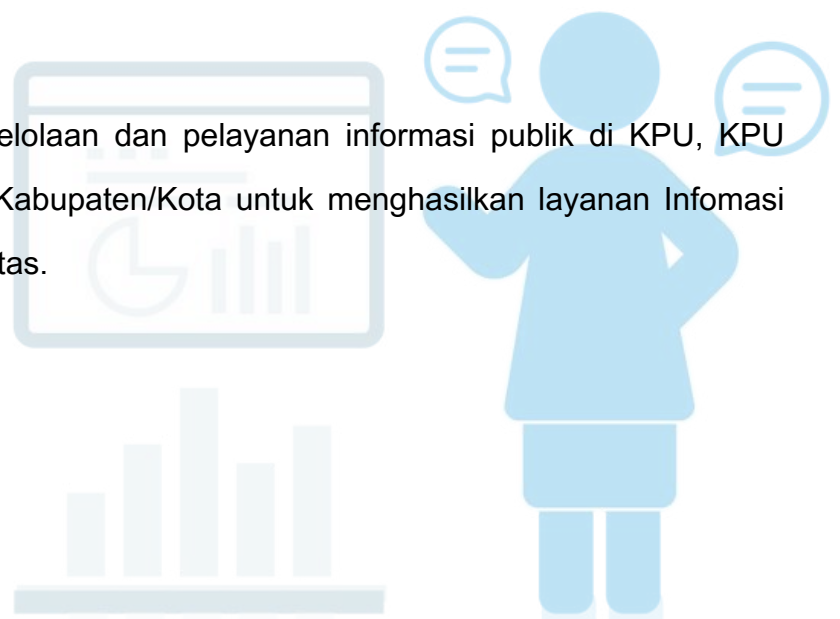 elolaan dan pelayanan informasi publik di KPU, KPU
Kabupaten/Kota untuk menghasilkan layanan Infomasi
tas.